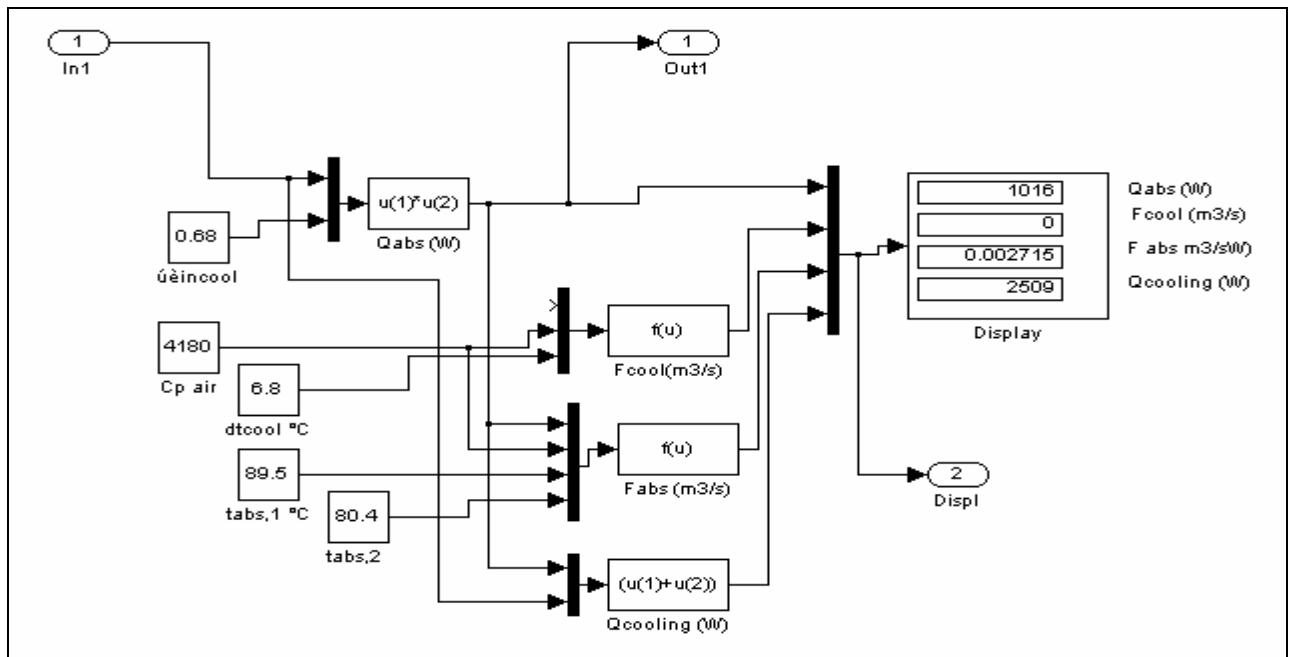 1
In1
1
Out1
u(1)*u(2)
Qabs (W)
0.68
úèincool
1016
0
0.002715
2509
Display
Qabs (W)
Fcool (m3/s)
F abs m3/sW)
Qcooling (W)
4180
Cp air
f(u)
Fcool(m3/s)
6.8
dtcool ºC
89.5
tabs,1 ºC
f(u)
Fabs (m3/s)
80.4
tabs,2
2
Displ
(u(1)+u(2))
Qcooling (W)